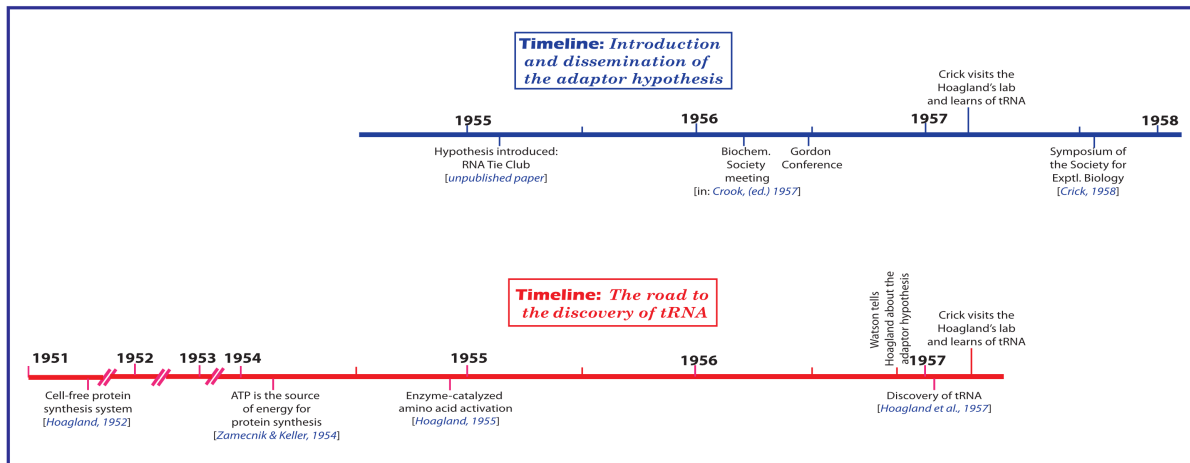 Timeline: Introduction
and dissemination of
the adaptor hypothesis
Crick visits the
Hoagland's lab
and learns of tRNA
1955
1956
1957
1958
Hypothesis introduced:
RNA Tie Club
[unpublished paper]
Biochem.
Society
meeting
[in: Crook, (ed.) 1957]
Gordon
Conference
Symposium of
the Society for
Exptl. Biology
[Crick, 1958]
Timeline: The road to
the discovery of tRNA
Watson tells
Hoagland about the
adaptor hypothesis
Crick visits the
Hoagland's lab
and learns of tRNA
1951
1952
1953
1954
1955
1956
1957
Cell-free protein
synthesis system
[Hoagland, 1952]
ATP is the source
of energy for
protein synthesis
[Zamecnik & Keller, 1954]
Enzyme-catalyzed
amino acid activation
[Hoagland, 1955]
Discovery of tRNA
[Hoagland et al., 1957]